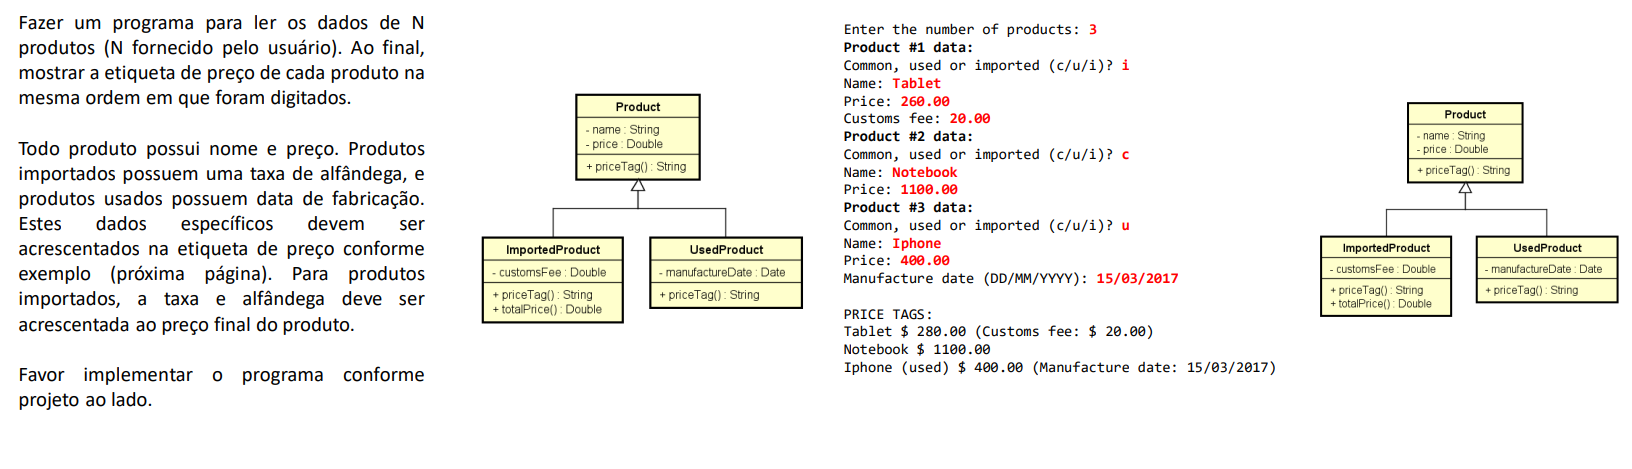 Fazer um programa para ler os dados de N
produtos (N fornecido pelo usuário). Ao final,
mostrar a etiqueta de preço de cada produto na
mesma ordem em que foram digitados.
Todo produto possui nome e preço. Produtos
importados possuem uma taxa de alfândega, e
produtos usados possuem data de fabricação.
Estes dados específicos devem ser
acrescentados na etiqueta de preço conforme
exemplo (próxima página). Para produtos
importados, a taxa e alfândega deve ser
acrescentada ao preço final do produto.
Favor implementar o programa conforme
projeto ao lado.
Product
- name : String
- price : Double
+ priceTag() : String
ImportedProduct
- customsFee : Double
+ priceTag() : String
+ totalPrice() : Double
UsedProduct
- manufactureDate : Date
+ priceTag() : String
Enter the number of products: 3
Product #1 data:
Common, used or imported (c/u/i)? i
Name: Tablet
Price: 260.00
Customs fee: 20.00
Product #2 data:
Common, used or imported (c/u/i)? c
Name: Notebook
Price: 1100.00
Product #3 data:
Common, used or imported (c/u/i)? u
Name: Iphone
Price: 400.00
Manufacture date (DD/MM/YYYY): 15/03/2017
PRICE TAGS:
Tablet $ 280.00 (Customs fee: $ 20.00)
Notebook $ 1100.00
Iphone (used) $ 400.00 (Manufacture date: 15/03/2017)
Product
- name : String
- price : Double
+ priceTag() : String
ImportedProduct
- customsFee : Double
+ priceTag() : String
+ totalPrice() : Double
UsedProduct
- manufactureDate : Date
+ priceTag() : String